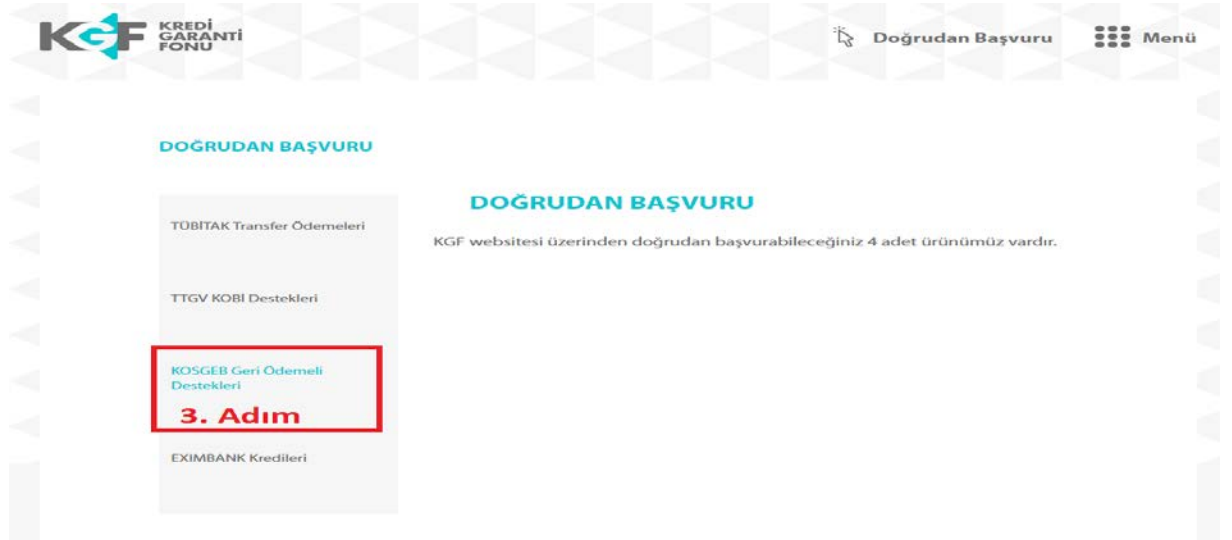 KGF KREDİ
GARANTİ
FONU
Doğrudan Başvuru
Menü
DOĞRUDAN BAŞVURU
TÜBİTAK Transfer Ödemeleri
TTGV KOBİ Destekleri
KOSGEB Geri Ödemeli
Destekleri
3. Adım
EXIMBANK Kredileri
DOĞRUDAN BAŞVURU
KGF websitesi üzerinden doğrudan başvurabileceğiniz 4 adet ürünümüz vardır.